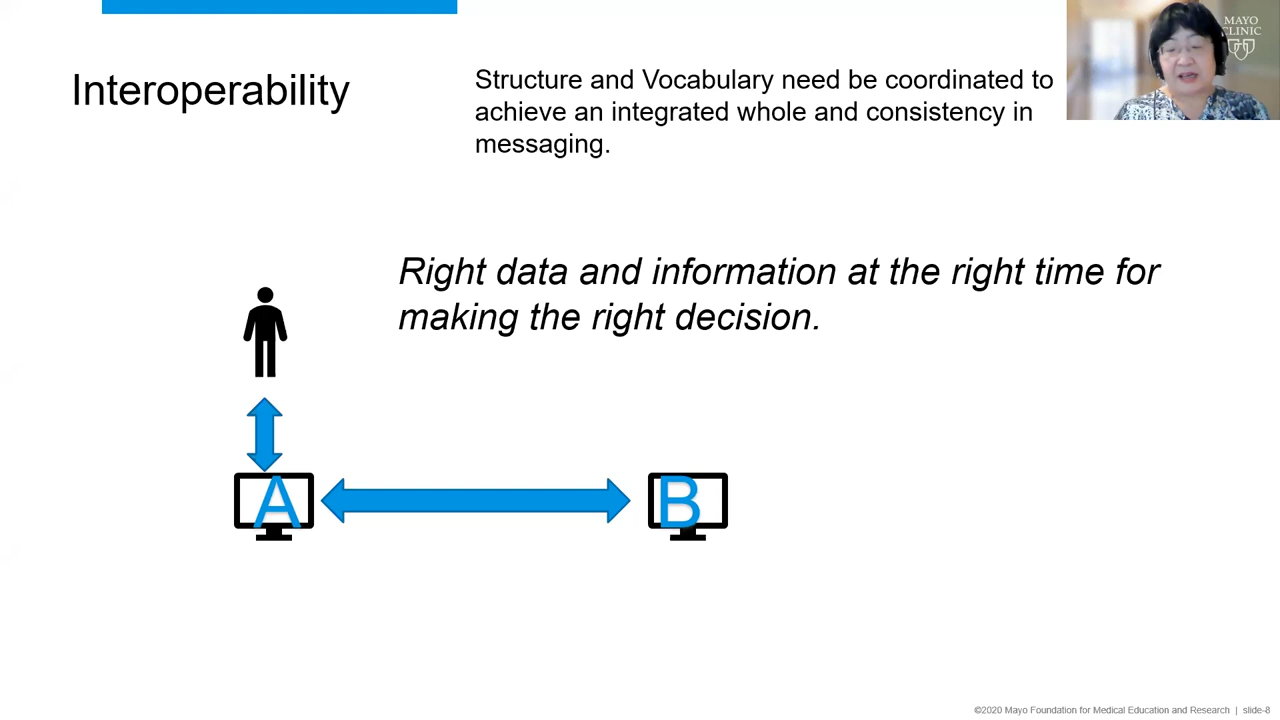 Interoperability
Structure and Vocabulary need be coordinated to
achieve an integrated whole and consistency in
messaging.
MAYO
CLINIC
Right data and information at the right time for
making the right decision.
A
B
©2020 Mayo Foundation for Medical Education and Research | slide-8